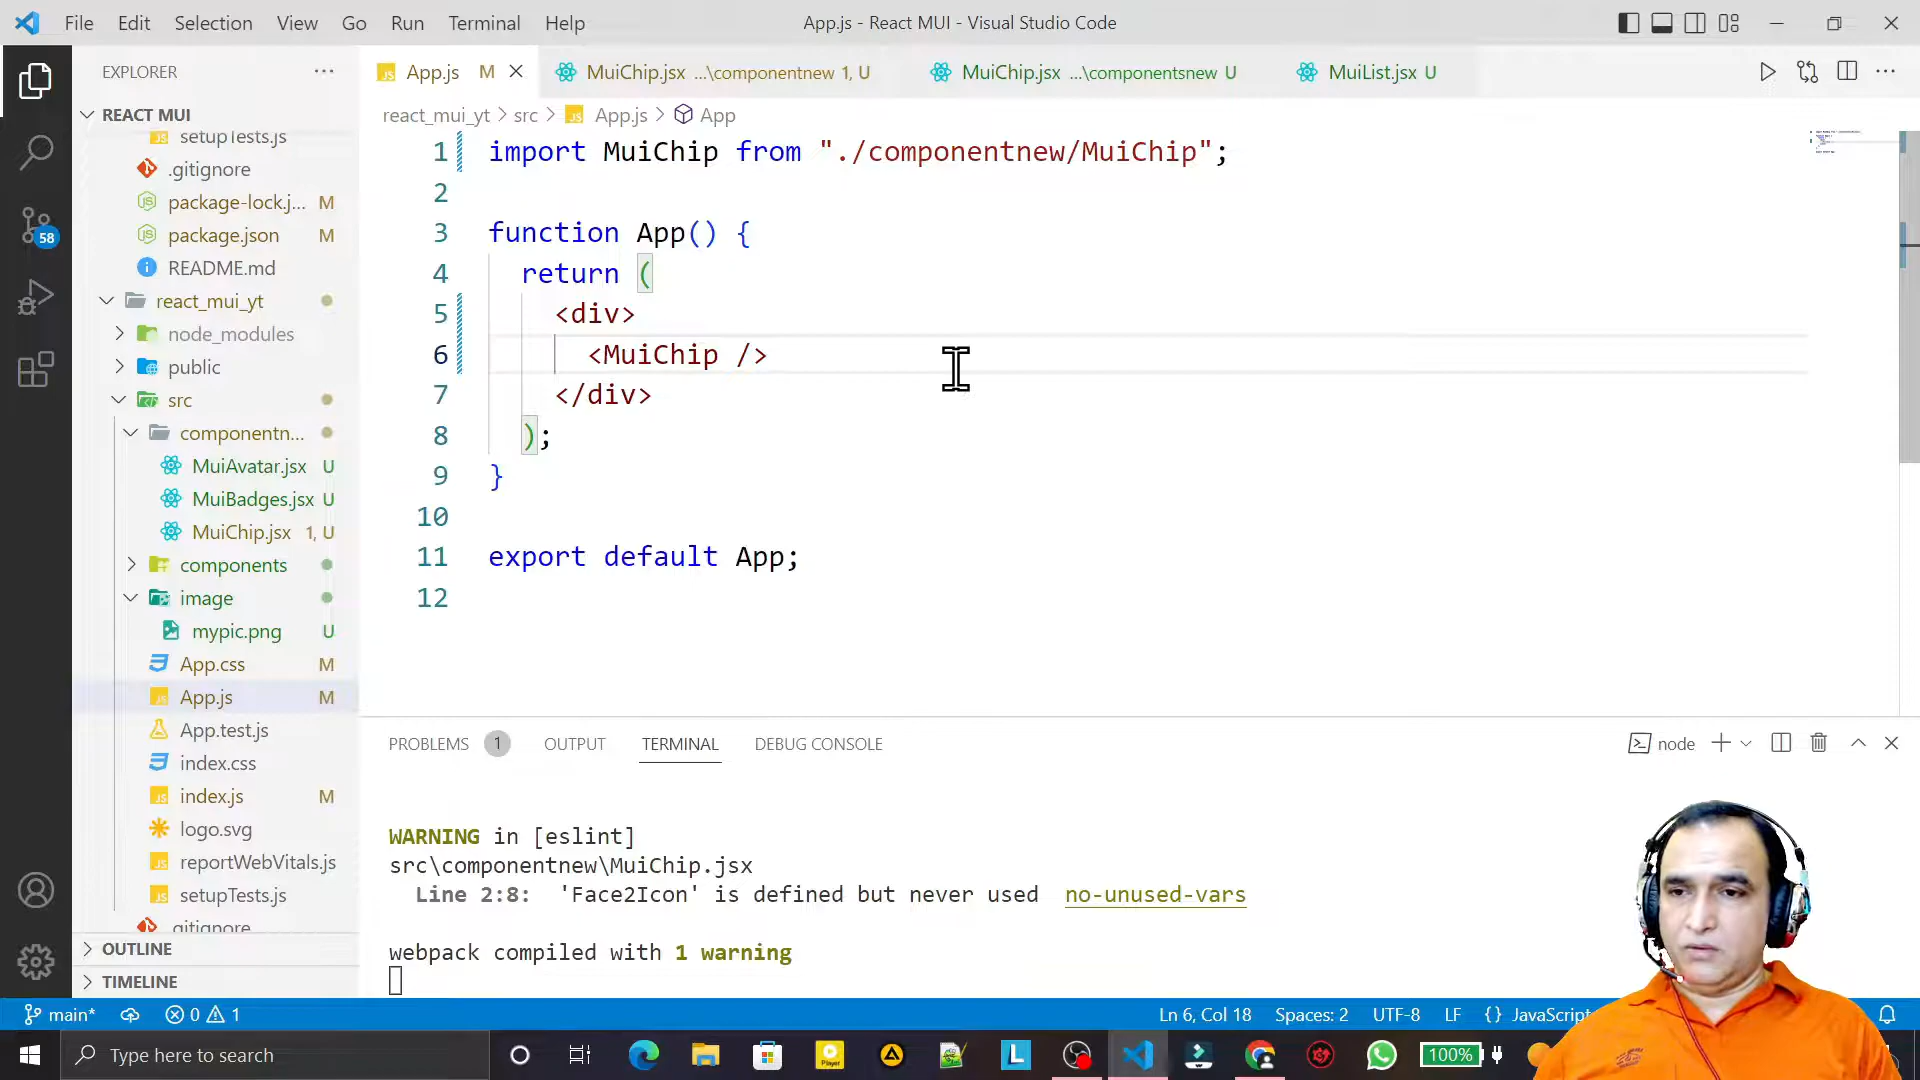 File Edit Selection View Go Run Terminal Help App.js - React MUI - Visual Studio Code
EXPLORER
REACT MUI
setupTests.js
.gitignore
package-lock.j... M
package.json M
README.md
react_mui_yt
node_modules
public
src
componentn...
MuiAvatar.jsx U
MuiBadges.jsx U
MuiChip.jsx 1, U
components
image
mypic.png U
App.css M
App.js M
App.test.js
index.css
index.js M
logo.svg
reportWebVitals.js
setupTests.js
.gitignore
OUTLINE
TIMELINE
58
App.js M MuiChip.jsx ...\componentnew 1, U MuiChip.jsx ...\componentsnew U MuiList.jsx U
react_mui_yt > src > JS App.js > App
1 import MuiChip from "./componentnew/MuiChip";
2
3 function App() {
4 return (
5 <div>
6 <MuiChip />
7 </div>
8 );
9 }
10
11 export default App;
12
PROBLEMS 1 OUTPUT TERMINAL DEBUG CONSOLE node
WARNING in [eslint]
src\componentnew\MuiChip.jsx
Line 2:8: 'Face2Icon' is defined but never used no-unused-vars
webpack compiled with 1 warning
main* 0 1 Ln 6, Col 18 Spaces: 2 UTF-8 LF {} JavaScript
Type here to search
Player
L
100%